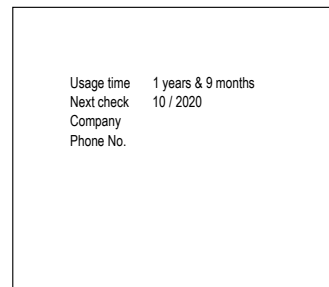 Usage time 1 years & 9 months
Next check 10 / 2020
Company
Phone No.